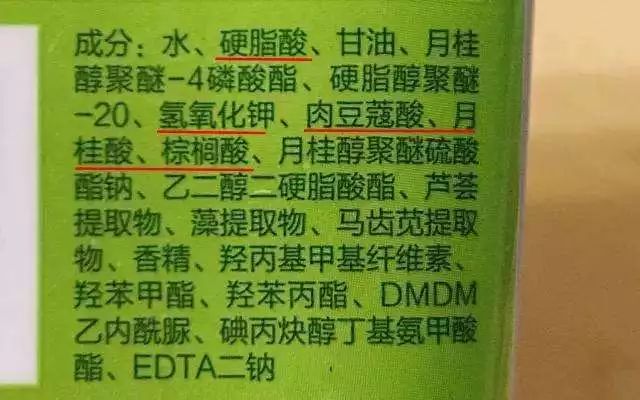 成分：水、硬脂酸、甘油、月桂
醇聚醚-4磷酸酯、硬脂醇聚醚
-20、氢氧化钾、肉豆蔻酸、月
桂酸、棕榈酸、月桂醇聚醚硫酸
酯钠、乙二醇二硬脂酸酯、芦荟
提取物、藻提取物、马齿苋提取
物、香精、羟丙基甲基纤维素、
羟苯甲酯、羟苯丙酯、DMDM
乙内酰脲、碘丙炔醇丁基氨甲酸
酯、EDTA二钠